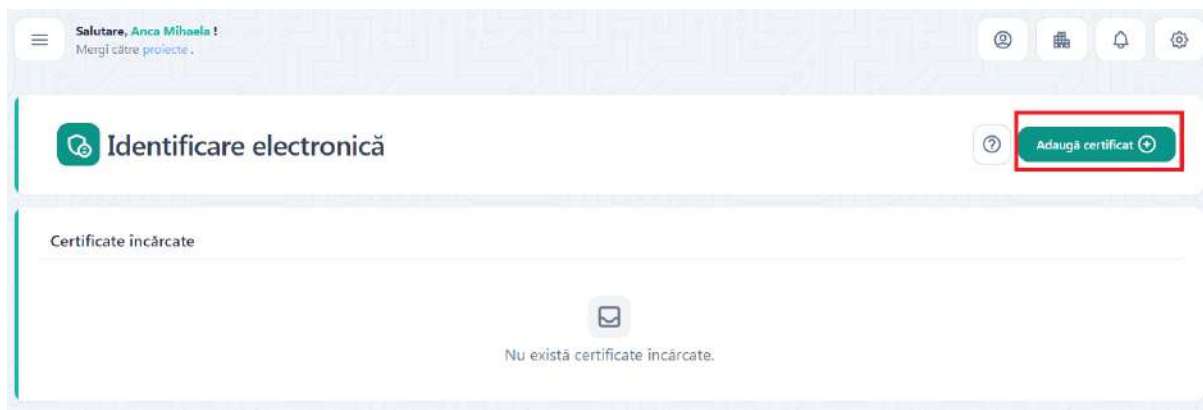 Salutare, Anca Mihaela !
Mergi către proiecte .
Identificare electronică
Adaugă certificat
Certificate încărcate
Nu există certificate încărcate.